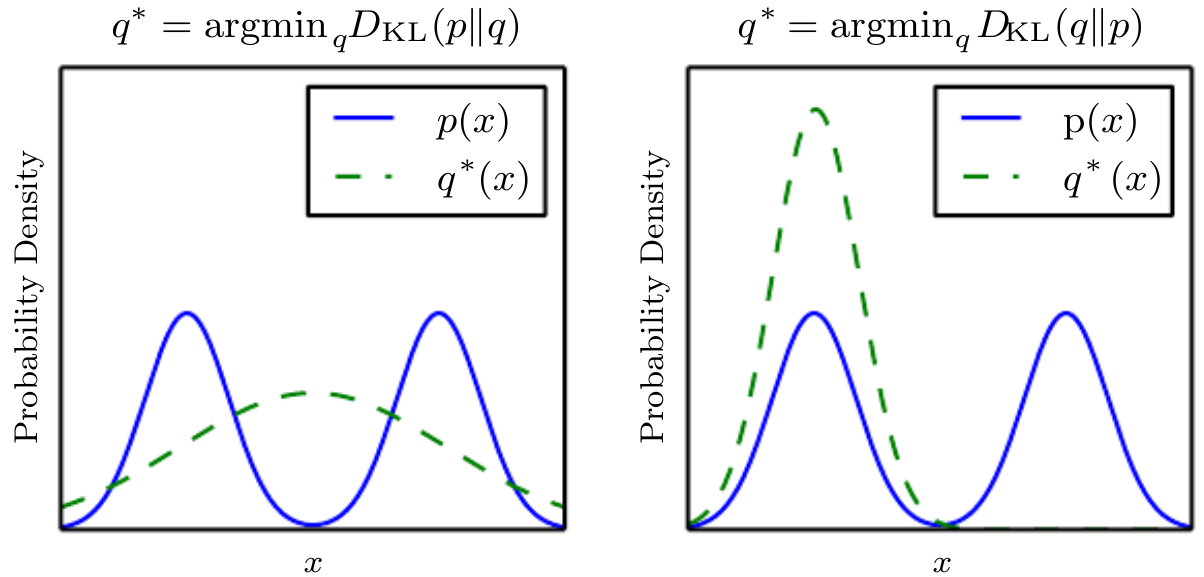 q* = argmin_q D_KL(p‖q)
p(x)
q*(x)
Probability Density
x
q* = argmin_q D_KL(q‖p)
p(x)
q*(x)
Probability Density
x